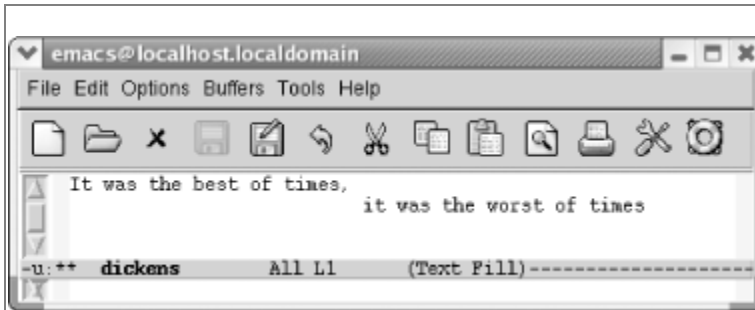 emacs@localhost.localdomain
File Edit Options Buffers Tools Help
It was the best of times,
it was the worst of times
-u:** dickens All L1 (Text Fill)---------------------